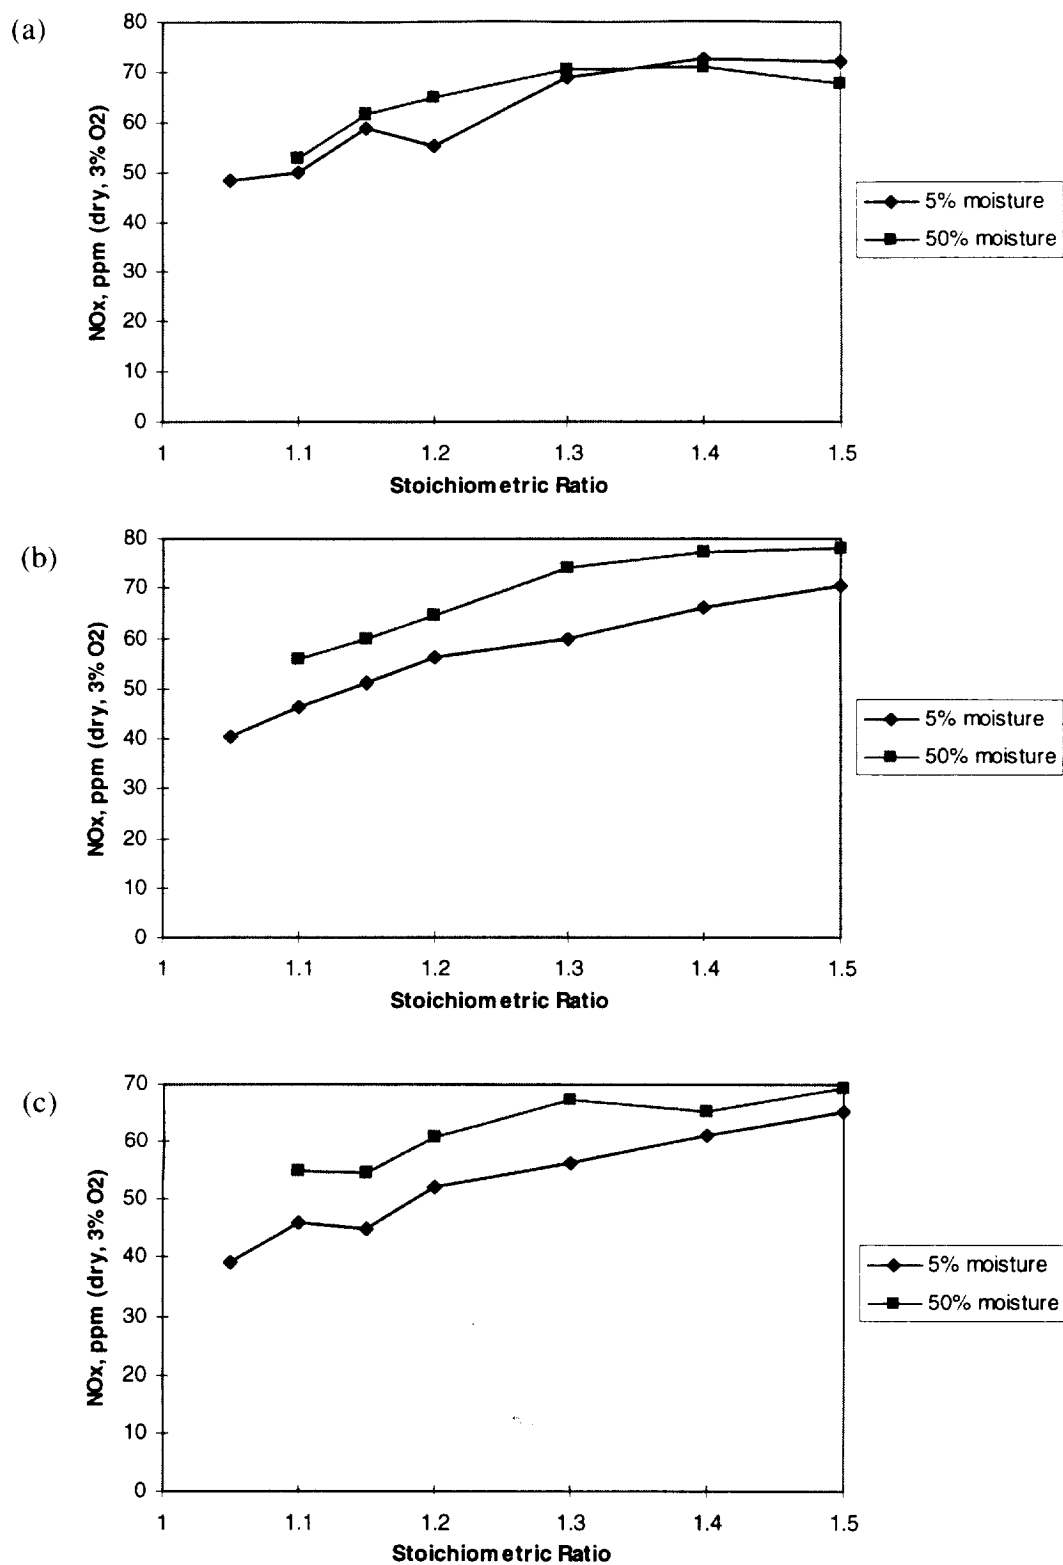 (a)
80
70
60
50
40
30
20
10
0
NOx, ppm (dry, 3% O2)
1 1.1 1.2 1.3 1.4 1.5
Stoichiometric Ratio
5% moisture
50% moisture
(b)
80
70
60
50
40
30
20
10
0
NOx, ppm (dry, 3% O2)
1 1.1 1.2 1.3 1.4 1.5
Stoichiometric Ratio
5% moisture
50% moisture
(c)
70
60
50
40
30
20
10
0
NOx, ppm (dry, 3% O2)
1 1.1 1.2 1.3 1.4 1.5
Stoichiometric Ratio
5% moisture
50% moisture